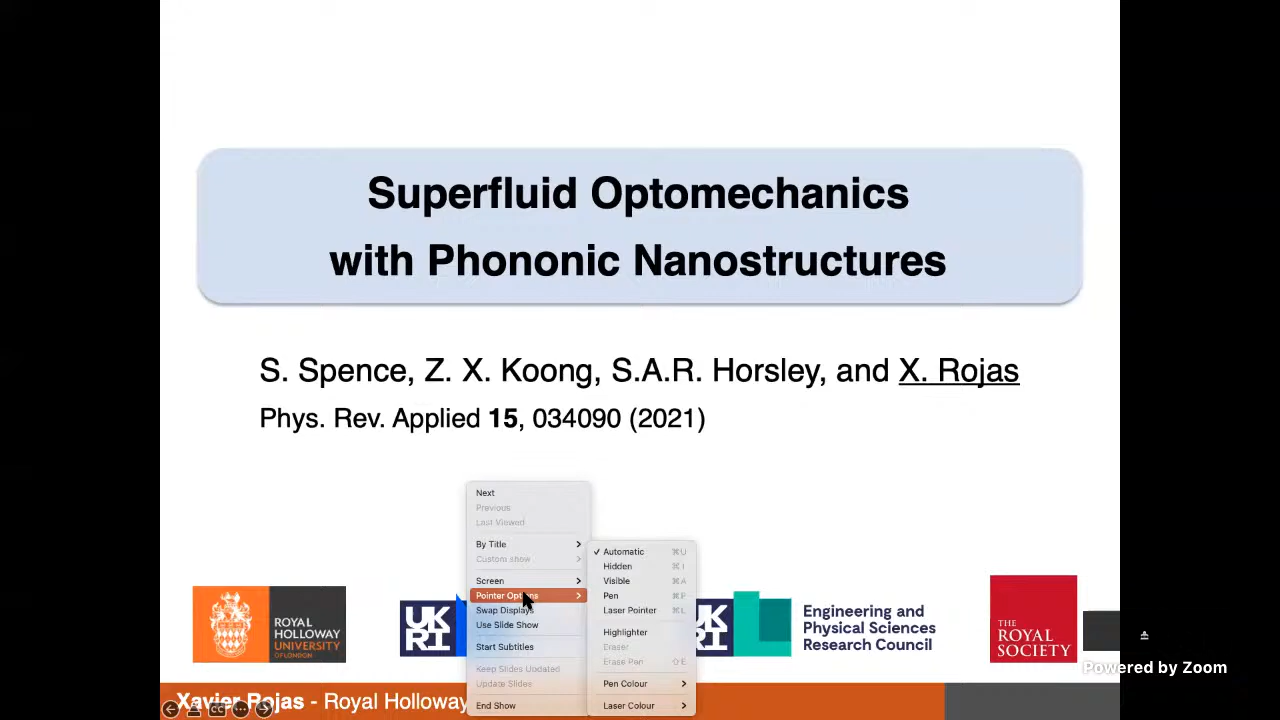 Superfluid Optomechanics
with Phononic Nanostructures
S. Spence, Z. X. Koong, S.A.R. Horsley, and X. Rojas
Phys. Rev. Applied 15, 034090 (2021)
Next
Previous
Last Viewed
By Title
Custom show
Screen
Pointer Options
Swap Displays
Use Slide Show
Start Subtitles
Keep Slides Updated
Update Slides
End Show
✓ Automatic ⌘U
Hidden ⌘I
Visible ⌘A
Pen ⌘P
Laser Pointer ⌘L
Highlighter
Eraser
Erase Pen ⇧E
Pen Colour
Laser Colour
ROYAL
HOLLOWAY
UNIVERSITY
OF LONDON
UK
RI
UK
RI
Engineering and
Physical Sciences
Research Council
THE
ROYAL
SOCIETY
Powered by Zoom
Xavier Rojas - Royal Holloway
CC